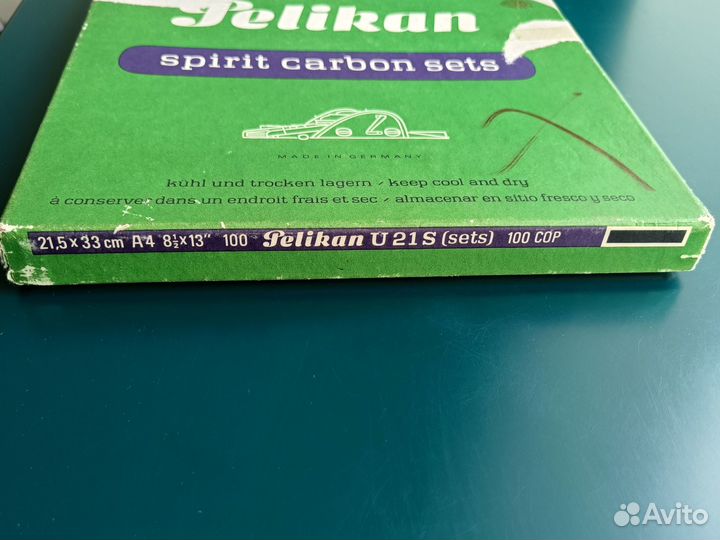 Pelikan
spirit carbon sets
MADE IN GERMANY
kühl und trocken lagern - keep cool and dry
à conserver dans un endroit frais et sec - almacenar en sitio fresco y seco
21,5 x 33 cm A4 8½x13" 100 Pelikan U21S (sets) 100 COP
Avito